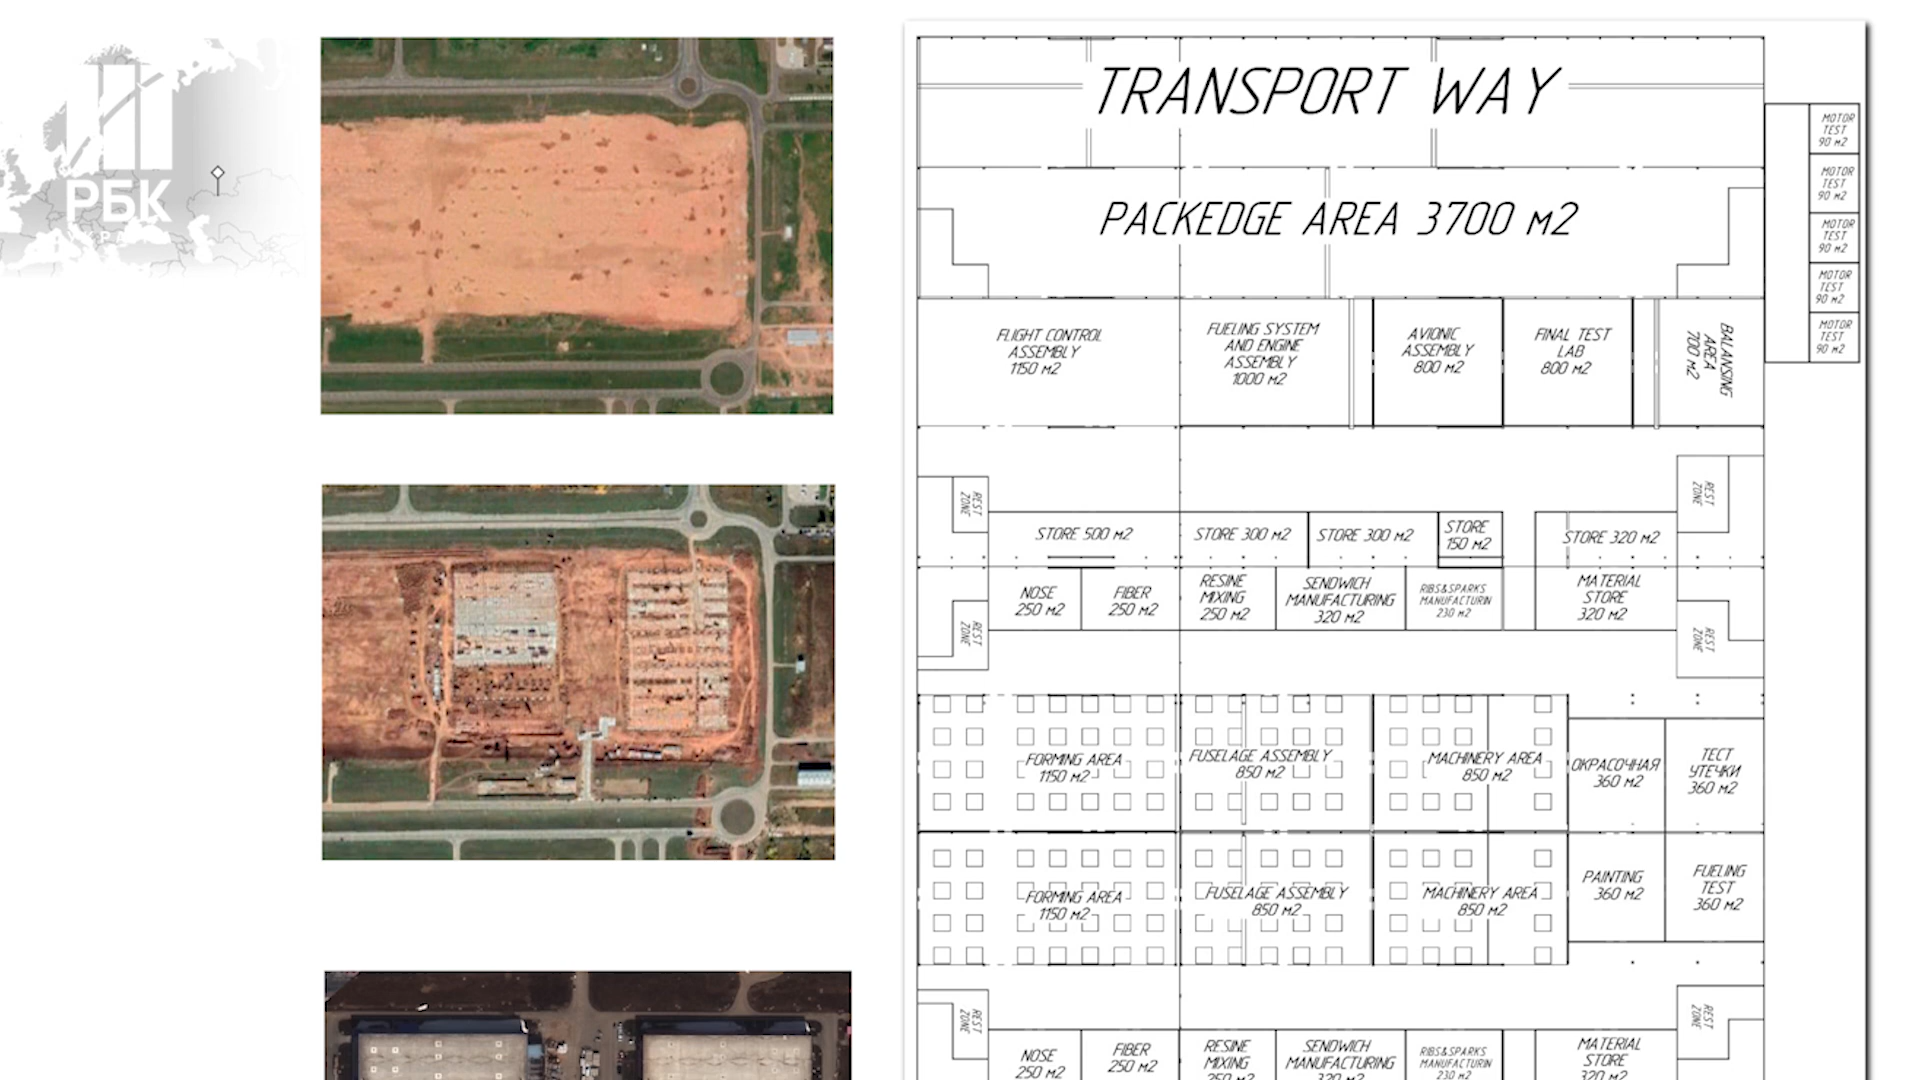 РБК
TRANSPORT WAY
PACKEDGE AREA 3700 м2
MOTOR
TEST
90 м2
MOTOR
TEST
90 м2
MOTOR
TEST
90 м2
MOTOR
TEST
90 м2
MOTOR
TEST
90 м2
FLIGHT CONTROL
ASSEMBLY
1150 м2
FUELING SYSTEM
AND ENGINE
ASSEMBLY
1000 м2
AVIONIC
ASSEMBLY
800 м2
FINAL TEST
LAB
800 м2
BALANSING
AREA
700 м2
REST
ZONE
REST
ZONE
STORE 500 м2
STORE 300 м2
STORE 300 м2
STORE
150 м2
STORE 320 м2
NOSE
250 м2
FIBER
250 м2
RESINE
MIXING
250 м2
SENDWICH
MANUFACTURING
320 м2
RIBS&SPARKS
MANUFACTURIN
230 м2
MATERIAL
STORE
320 м2
REST
ZONE
REST
ZONE
FORMING AREA
1150 м2
FUSELAGE ASSEMBLY
850 м2
MACHINERY AREA
850 м2
ОКРАСОЧНАЯ
360 м2
ТЕСТ
УТЕЧКИ
360 м2
FORMING AREA
1150 м2
FUSELAGE ASSEMBLY
850 м2
MACHINERY AREA
850 м2
PAINTING
360 м2
FUELING
TEST
360 м2
REST
ZONE
REST
ZONE
NOSE
250 м2
FIBER
250 м2
RESINE
MIXING
250 м2
SENDWICH
MANUFACTURING
320 м2
RIBS&SPARKS
MANUFACTURIN
230 м2
MATERIAL
STORE
320 м2